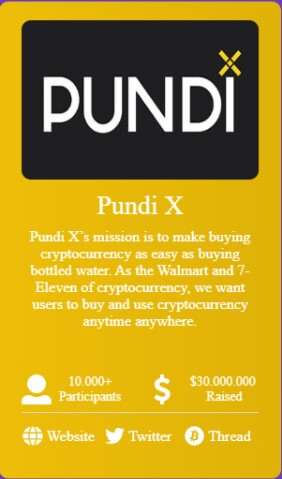 PUNDI X
Pundi X
Pundi X's mission is to make buying
cryptocurrency as easy as buying
bottled water. As the Walmart and 7-
Eleven of cryptocurrency, we want
users to buy and use cryptocurrency
anytime anywhere.
10.000+
Participants
$30.000.000
Raised
Website Twitter Thread